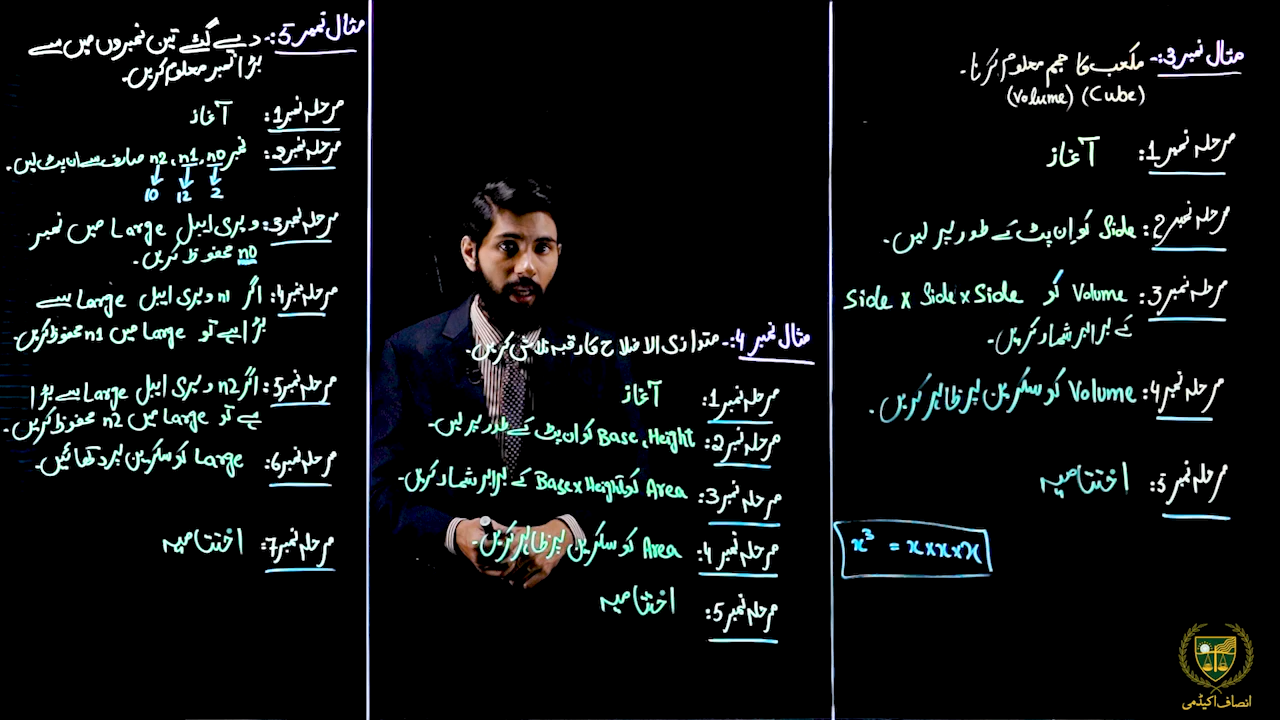 مثال نمبر 3:- مکعب کا حجم معلوم کرنا۔
(Volume) (Cube)
مرحلہ نمبر 1: آغاز
مرحلہ نمبر 2: Side کو اِن پٹ کے طور پر لیں۔
مرحلہ نمبر 3: Volume کو Side x Side x Side
کے برابر شمار کریں۔
مرحلہ نمبر 4: Volume کو سکرین پر ظاہر کریں۔
مرحلہ نمبر 5: اختتامیہ
x³ = x×x×x
مثال نمبر 4:- متوازی الاضلاع کا رقبہ تلاش کریں۔
مرحلہ نمبر 1: آغاز
مرحلہ نمبر 2: Base, Height کو ان پٹ کے طور پر لیں۔
مرحلہ نمبر 3: Area کو Base x Height کے برابر شمار کریں۔
مرحلہ نمبر 4: Area کو سکرین پر ظاہر کریں۔
مرحلہ نمبر 5: اختتامیہ
مثال نمبر 5:- دیے گئے تین نمبروں میں سے
بڑا نمبر معلوم کریں۔
مرحلہ نمبر 1: آغاز
مرحلہ نمبر 2: نمبر n0، n1، n2 صارف سے ان پٹ لیں۔
2 12 10
مرحلہ نمبر 3: ویری ایبل Large میں نمبر
n0 محفوظ کریں۔
مرحلہ نمبر 4: اگر n1 ویری ایبل Large سے
بڑا ہے تو Large میں n1 محفوظ کریں
مرحلہ نمبر 5: اگر n2 ویری ایبل Large سے بڑا
ہے تو Large میں n2 محفوظ کریں۔
مرحلہ نمبر 6: Large کو سکرین پر دکھائیں۔
مرحلہ نمبر 7: اختتامیہ
انصاف اکیڈمی